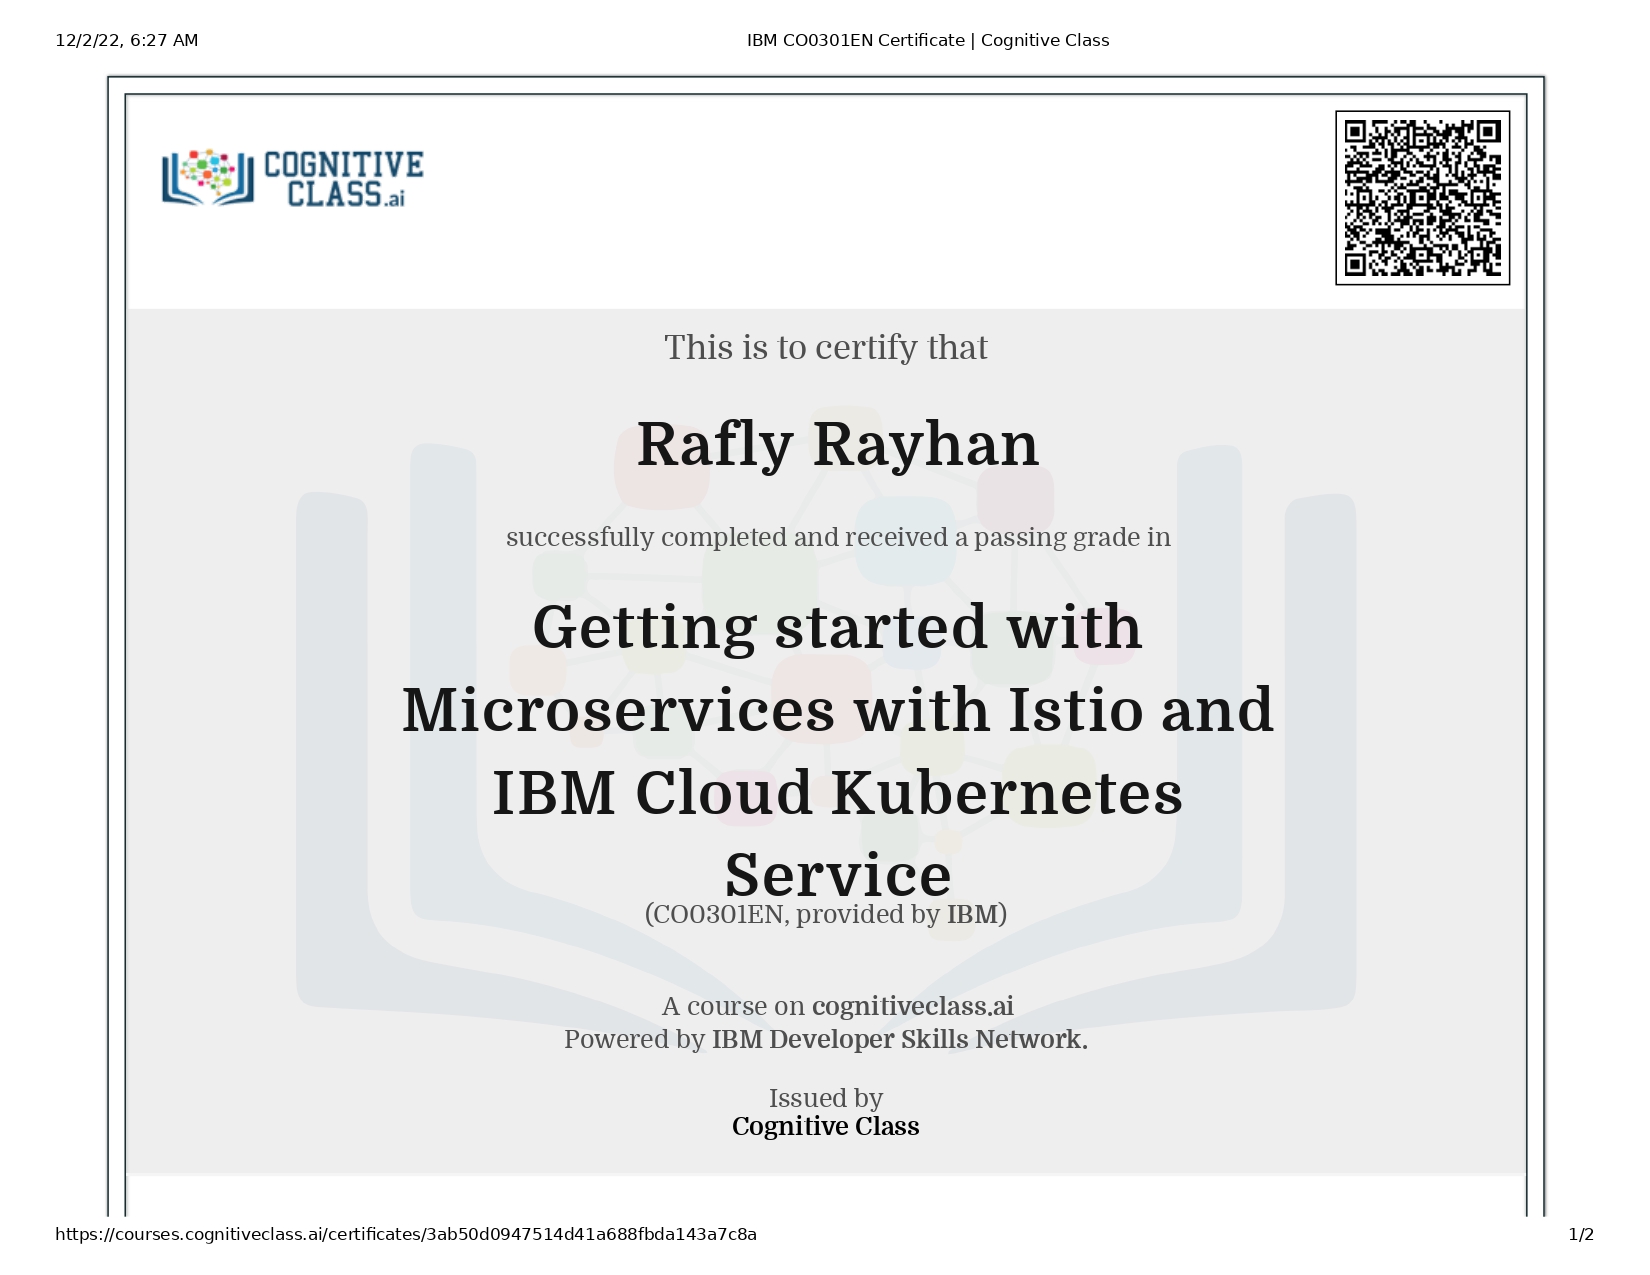 12/2/22, 6:27 AM
IBM CO0301EN Certificate | Cognitive Class
COGNITIVE
CLASS.ai
This is to certify that
Rafly Rayhan
successfully completed and received a passing grade in
Getting started with
Microservices with Istio and
IBM Cloud Kubernetes
Service
(CO0301EN, provided by IBM)
A course on cognitiveclass.ai
Powered by IBM Developer Skills Network.
Issued by
Cognitive Class
https://courses.cognitiveclass.ai/certificates/3ab50d0947514d41a688fbda143a7c8a
1/2